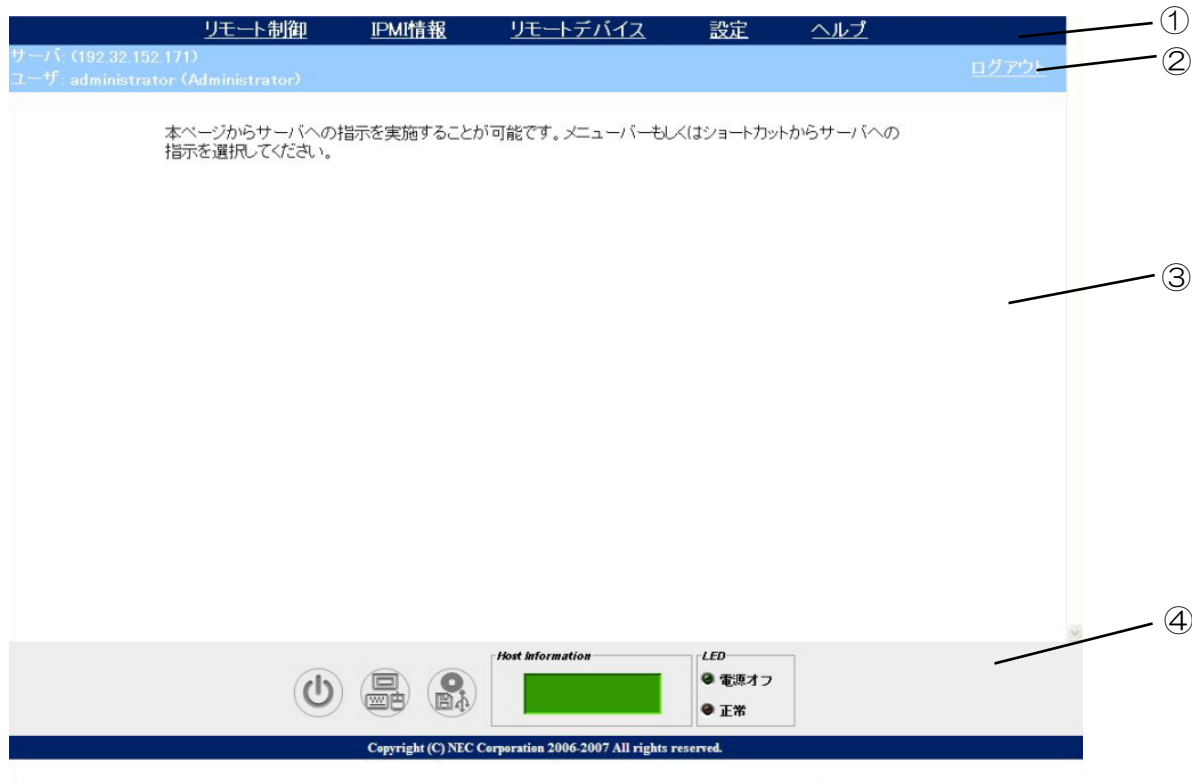 リモート制御 IPMI情報 リモートデバイス 設定 ヘルプ ①
サーバ: (192.32.152.171)
ユーザ: administrator (Administrator)
ログアウト ②
本ページからサーバへの指示を実施することが可能です。メニューバーもしくはショートカットからサーバへの
指示を選択してください。
③
④
Host Information
LED
電源オフ
正常
Copyright (C) NEC Corporation 2006-2007 All rights reserved.